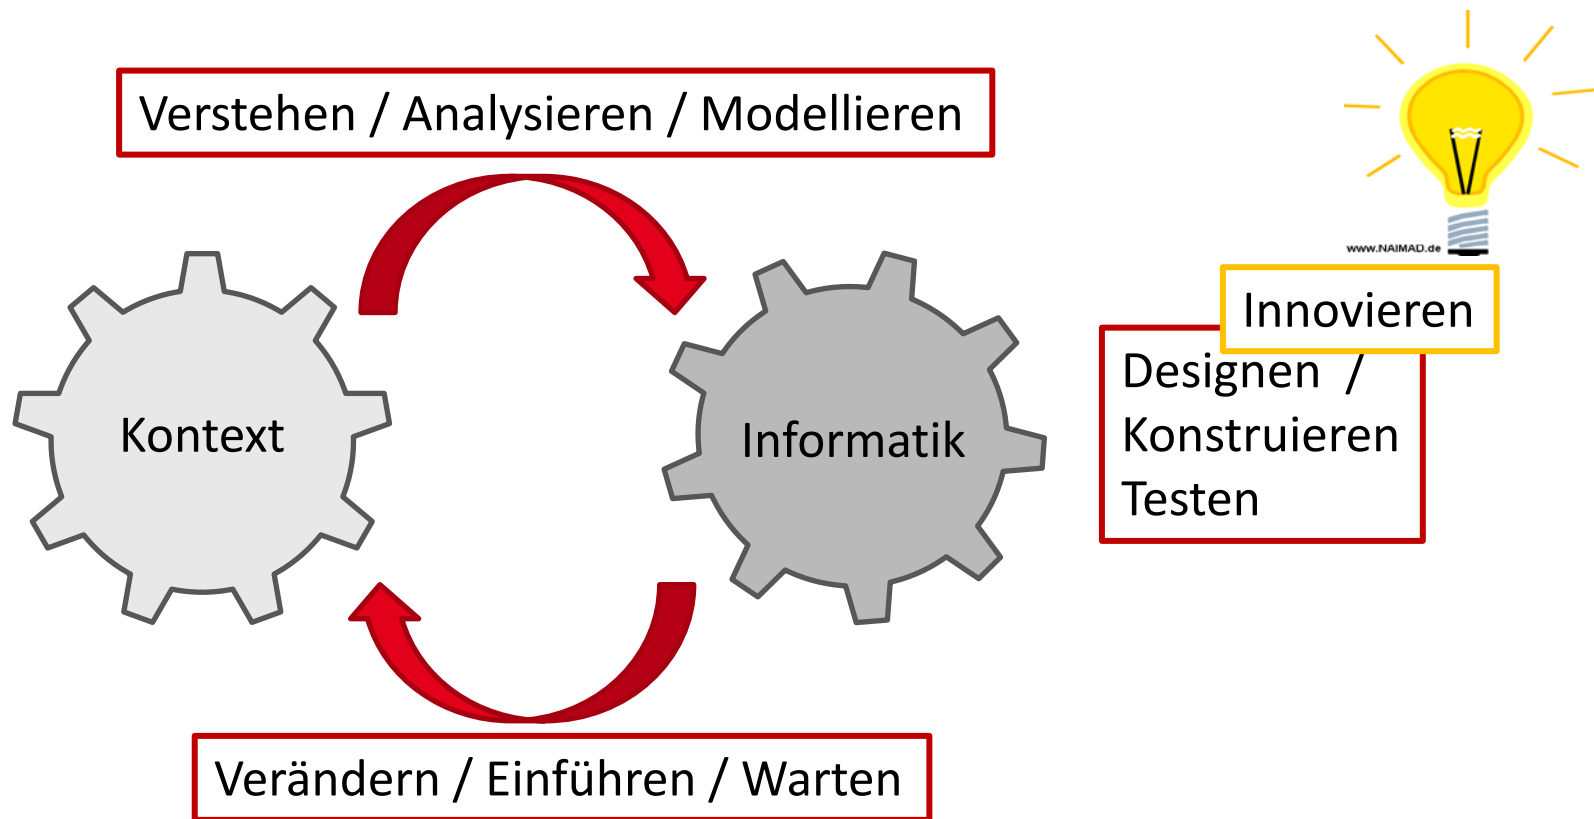 Verstehen / Analysieren / Modellieren
www.NAIMAD.de
Innovieren
Designen /
Konstruieren
Testen
Kontext
Informatik
Verändern / Einführen / Warten